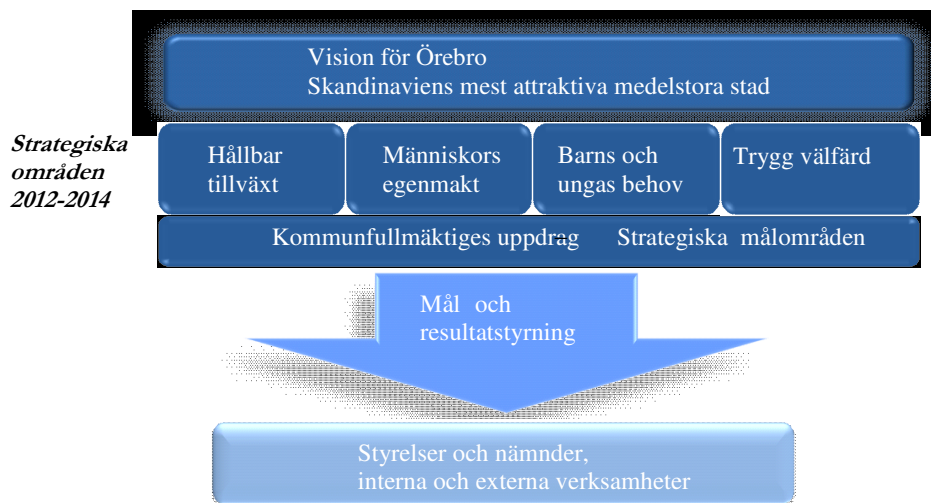 Vision för Örebro
Skandinaviens mest attraktiva medelstora stad
Strategiska
områden
2012-2014
Hållbar
tillväxt
Människors
egenmakt
Barns och
ungas behov
Trygg välfärd
Kommunfullmäktiges uppdrag – Strategiska målområden
Mål och
resultatstyrning
Styrelser och nämnder,
interna och externa verksamheter